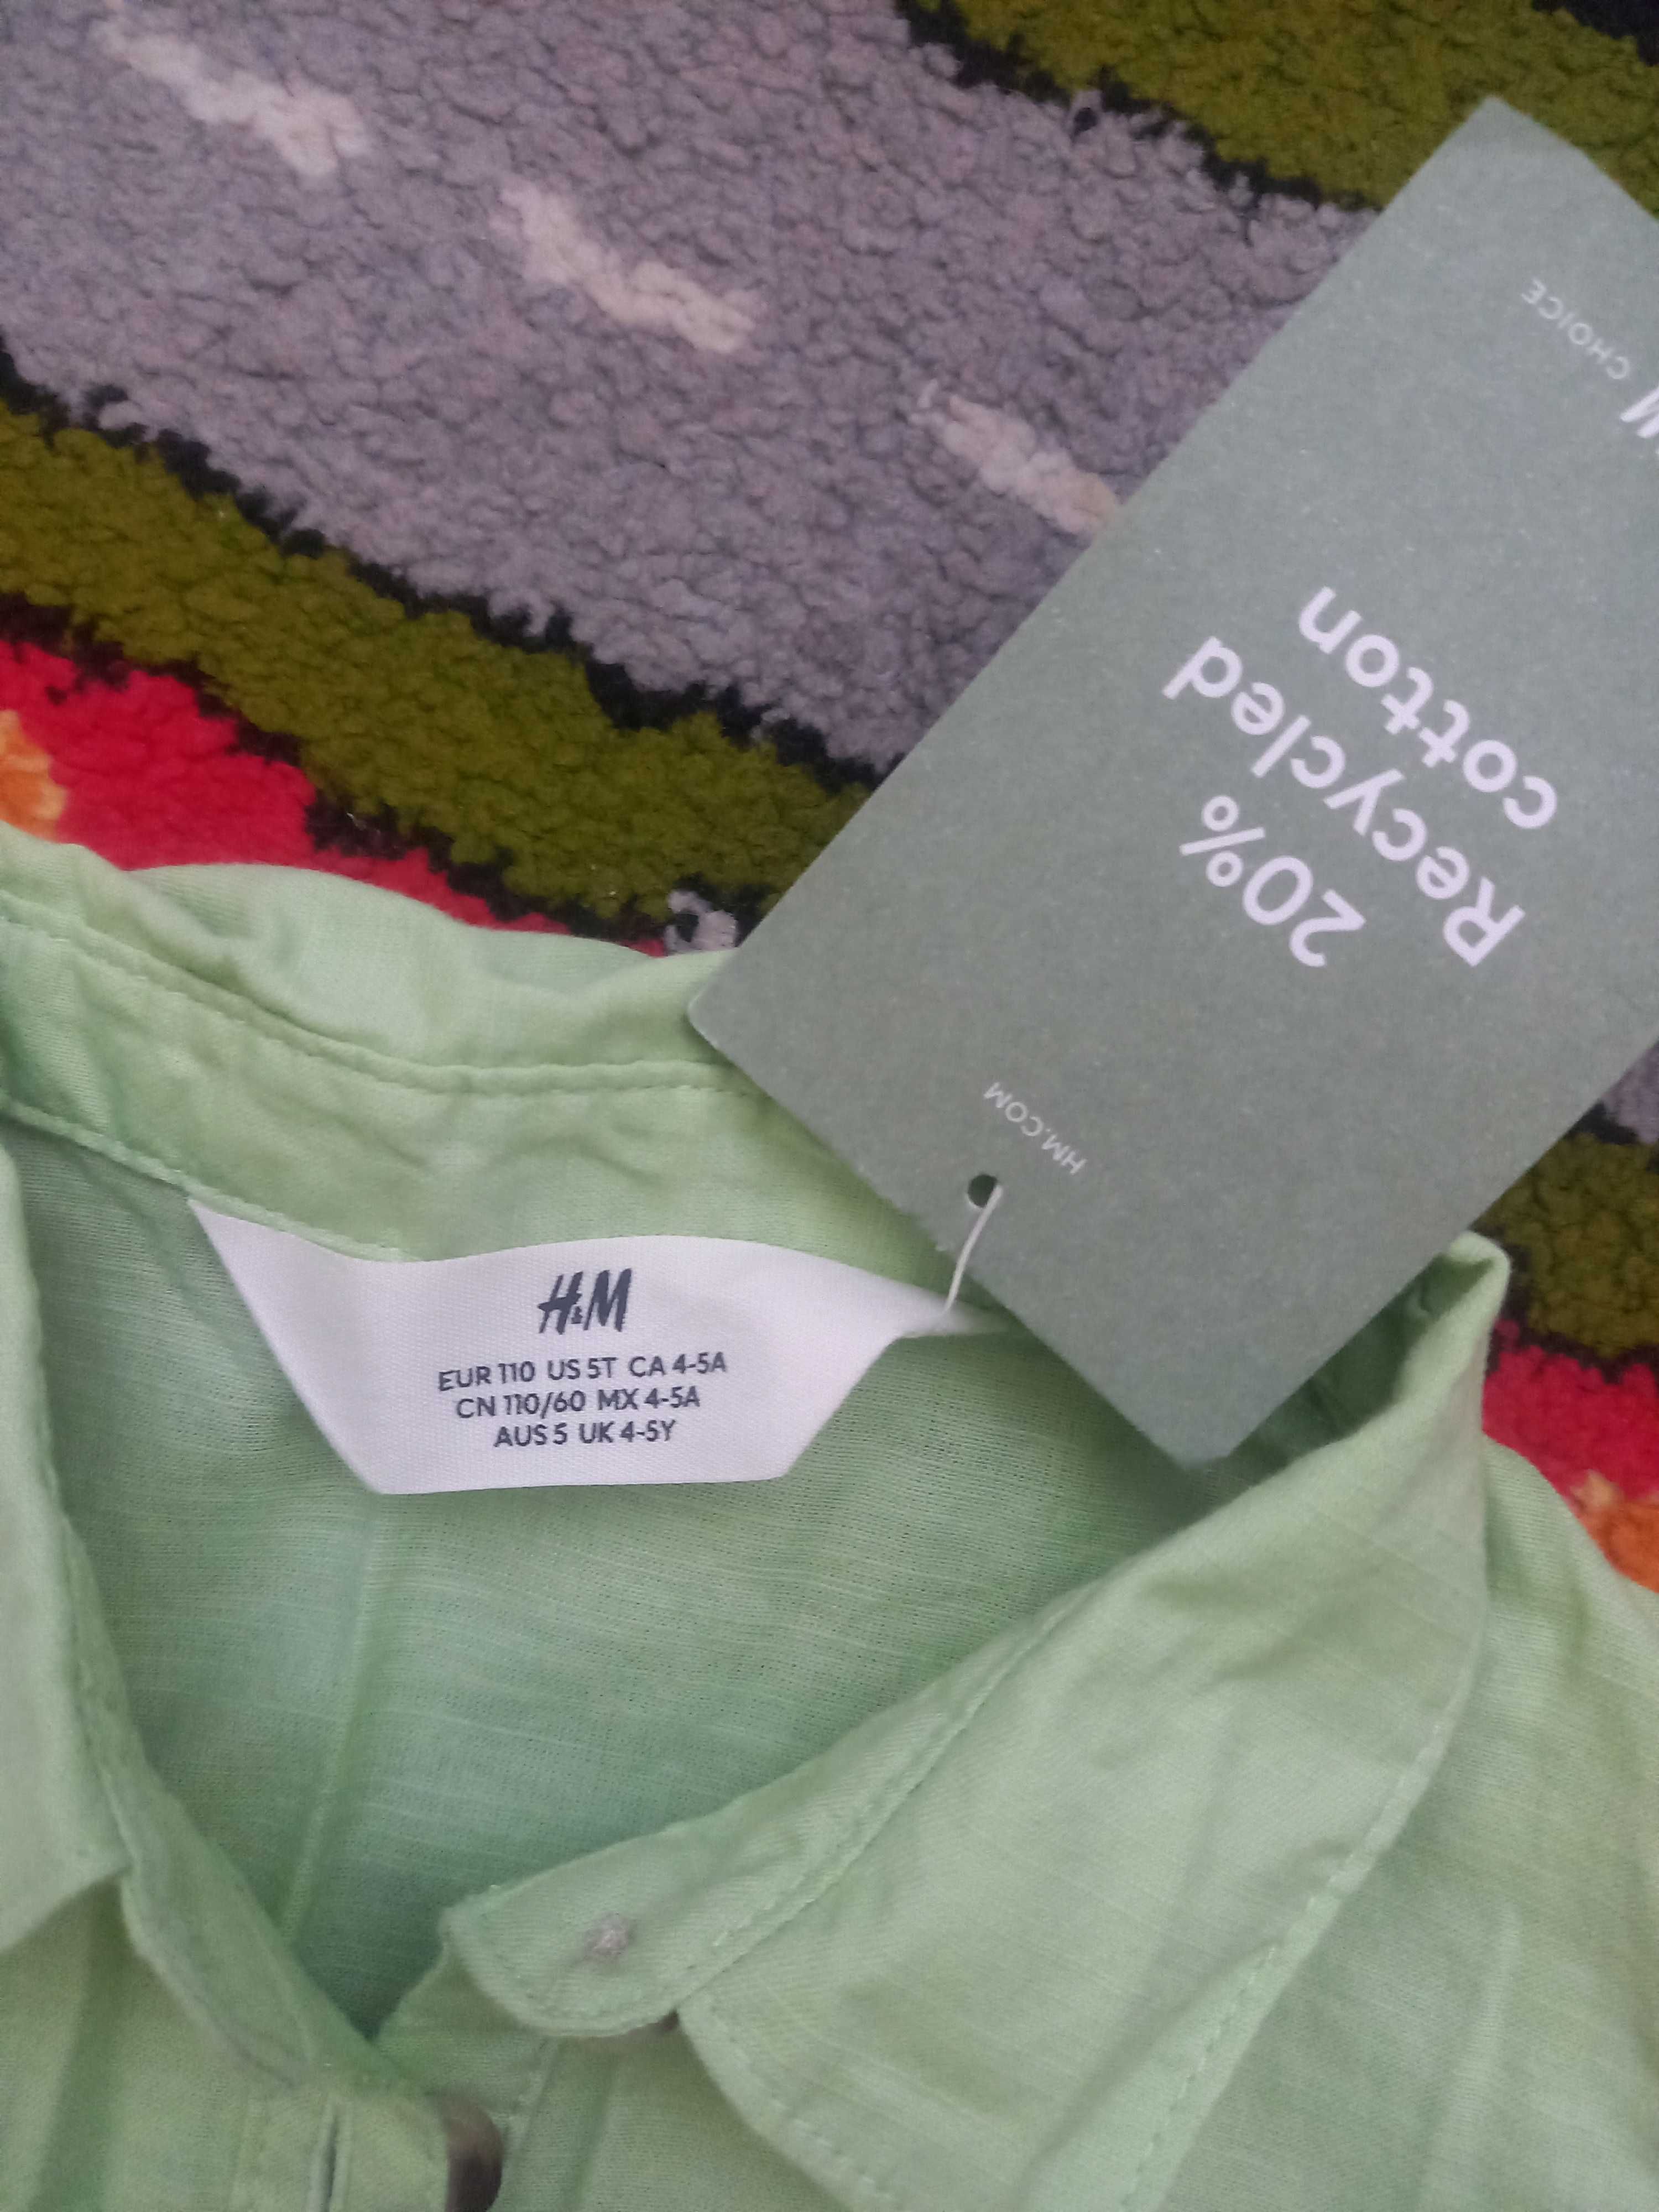 H&M
EUR 110 US 5T CA 4-5A
CN 110/60 MX 4-5A
AUS 5 UK 4-5Y
HM.COM
20%
Recycled
cotton
CHOICE